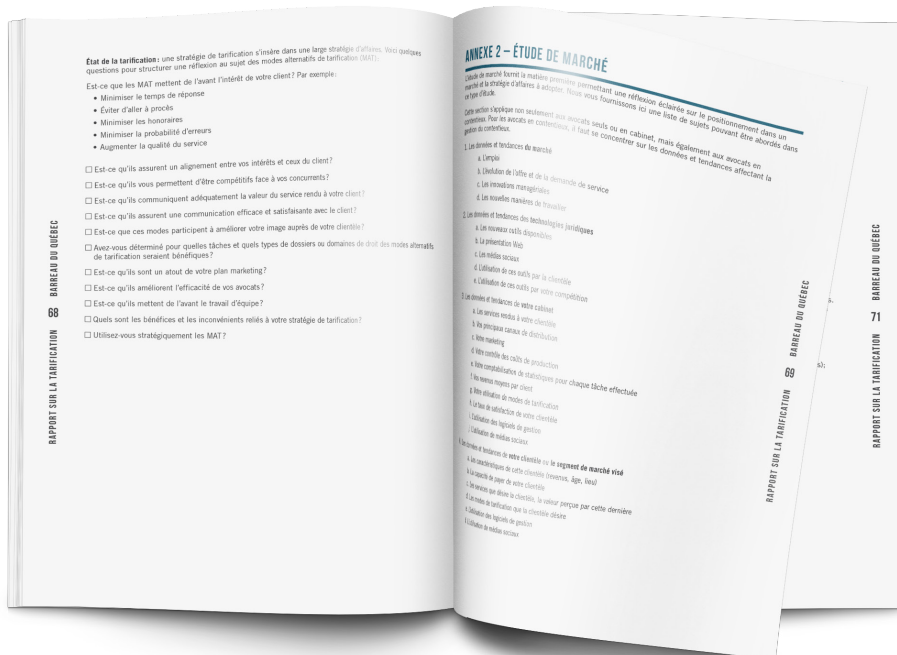 État de la tarification : une stratégie de tarification s'insère dans une large stratégie d'affaires. Voici quelques
questions pour structurer une réflexion au sujet des modes alternatifs de tarification (MAT).
Est-ce que les MAT mettent de l'avant l'intérêt de votre client? Par exemple :
• Minimiser le temps de réponse
• Éviter d'aller à procès
• Minimiser les honoraires
• Minimiser la probabilité d'erreurs
• Augmenter la qualité du service
☐ Est-ce qu'ils assurent un alignement entre vos intérêts et ceux du client?
☐ Est-ce qu'ils vous permettent d'être compétitifs face à vos concurrents?
☐ Est-ce qu'ils communiquent adéquatement la valeur du service rendu à votre client?
☐ Est-ce qu'ils assurent une communication efficace et satisfaisante avec le client?
☐ Est-ce que ces modes participent à améliorer votre image auprès de votre clientèle?
☐ Avez-vous déterminé pour quelles tâches et quels types de dossiers ou domaines de droit des modes alternatifs
de tarification seraient bénéfiques?
☐ Est-ce qu'ils sont un atout de votre plan marketing?
☐ Est-ce qu'ils améliorent l'efficacité de vos avocats?
☐ Est-ce qu'ils mettent de l'avant le travail d'équipe?
☐ Quels sont les bénéfices et les inconvénients reliés à votre stratégie de tarification?
☐ Utilisez-vous stratégiquement les MAT?
RAPPORT SUR LA TARIFICATION 68 BARREAU DU QUÉBEC
ANNEXE 2 – ÉTUDE DE MARCHÉ
L'étude de marché fournit la matière première permettant une réflexion éclairée sur le positionnement dans un
marché et la stratégie d'affaires à adopter. Nous vous fournissons ici une liste de sujets pouvant être abordés dans
ce type d'étude.
Cette section s'applique non seulement aux avocats seuls ou en cabinet, mais également aux avocats en
contentieux. Pour les avocats en contentieux, il faut se concentrer sur les données et tendances affectant la
gestion du contentieux.
1. Les données et tendances du marché
a. L'emploi
b. L'évolution de l'offre et de la demande de service
c. Les innovations managériales
d. Les nouvelles manières de travailler
2. Les données et tendances des technologies juridiques
a. Les nouveaux outils disponibles
b. La présentation Web
c. Les médias sociaux
d. L'utilisation de ces outils par la clientèle
e. L'utilisation de ces outils par votre compétition
3. Les données et tendances de votre cabinet
a. Les services rendus à votre clientèle
b. Vos principaux canaux de distribution
c. Votre marketing
d. Votre contrôle des coûts de production
e. Votre comptabilisation de statistiques pour chaque tâche effectuée
f. Vos revenus moyens par client
g. Votre utilisation de modes de tarification
h. Le taux de satisfaction de votre clientèle
i. L'utilisation des logiciels de gestion
j. L'utilisation de médias sociaux
4. Les données et tendances de votre clientèle ou le segment de marché visé
a. Les caractéristiques de cette clientèle (revenus, âge, lieu)
b. La capacité de payer de votre clientèle
c. Les services que désire la clientèle, la valeur perçue par cette dernière
d. Les modes de tarification que la clientèle désire
e. L'utilisation des logiciels de gestion
f. L'utilisation de médias sociaux
RAPPORT SUR LA TARIFICATION 69 BARREAU DU QUÉBEC
RAPPORT SUR LA TARIFICATION 71 BARREAU DU QUÉBEC